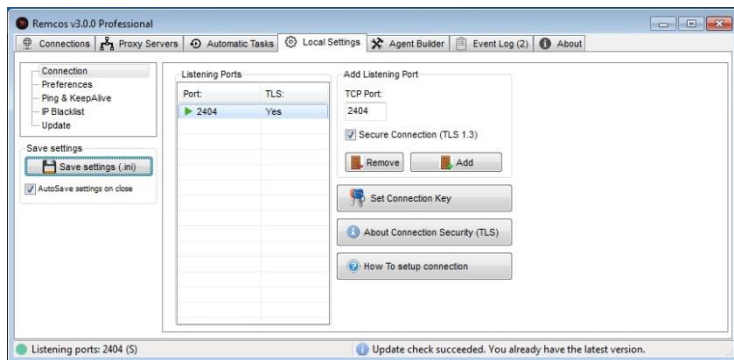 Remcos v3.0.0 Professional
Connections Proxy Servers Automatic Tasks Local Settings Agent Builder Event Log (2) About
Connection
Preferences
Ping & KeepAlive
IP Blacklist
Update
Save settings
Save settings (.ini)
AutoSave settings on close
Listening Ports
Port: TLS:
2404 Yes
Add Listening Port
TCP Port:
2404
Secure Connection (TLS 1.3)
Remove Add
Set Connection Key
About Connection Security (TLS)
How To setup connection
Listening ports: 2404 (S) Update check succeeded. You already have the latest version.